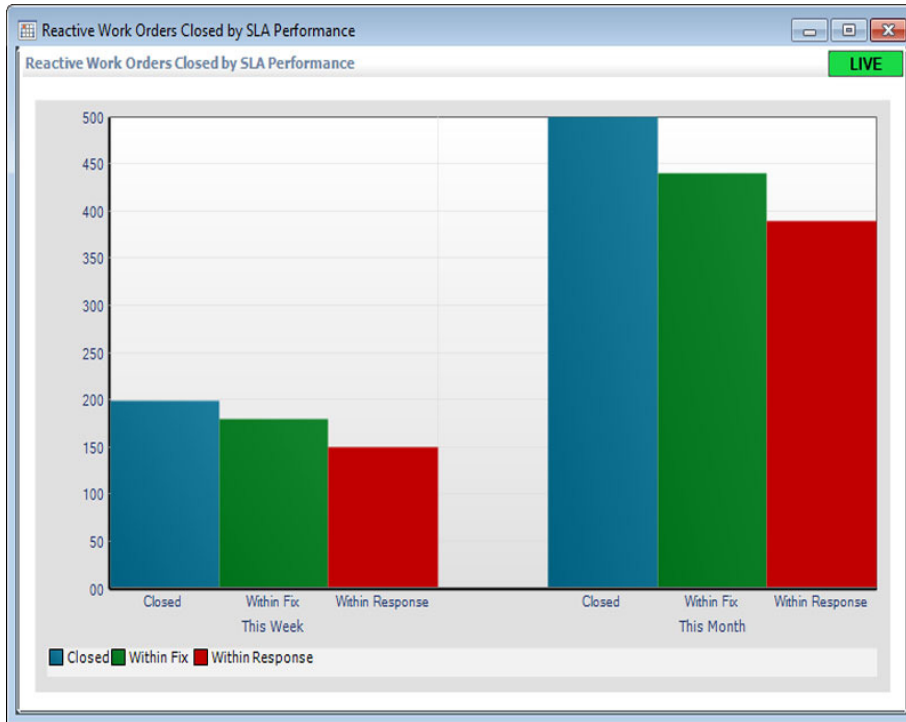 Reactive Work Orders Closed by SLA Performance
Reactive Work Orders Closed by SLA Performance
LIVE
500
450
400
350
300
250
200
150
100
50
00
Closed Within Fix Within Response Closed Within Fix Within Response
This Week This Month
Closed Within Fix Within Response